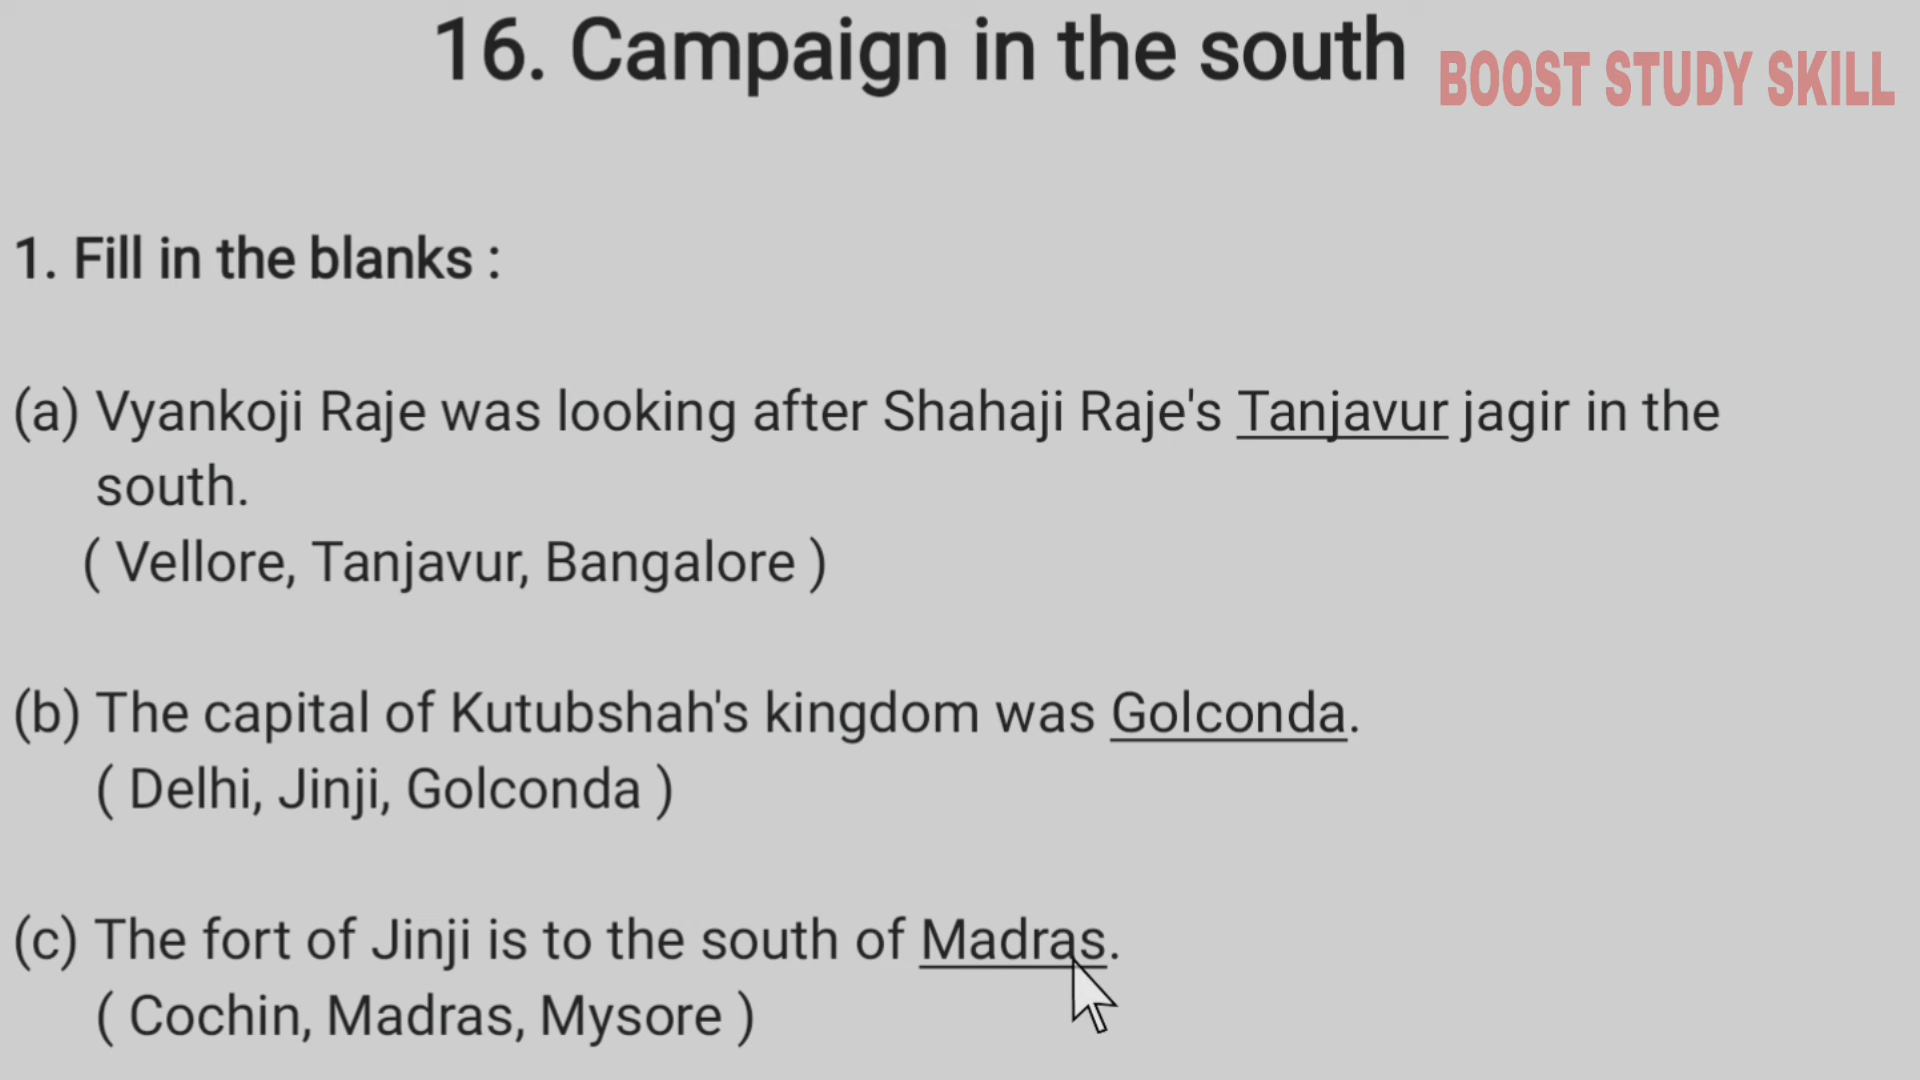 16. Campaign in the south
BOOST STUDY SKILL
1. Fill in the blanks :
(a) Vyankoji Raje was looking after Shahaji Raje's Tanjavur jagir in the
south.
( Vellore, Tanjavur, Bangalore )
(b) The capital of Kutubshah's kingdom was Golconda.
( Delhi, Jinji, Golconda )
(c) The fort of Jinji is to the south of Madras.
( Cochin, Madras, Mysore )